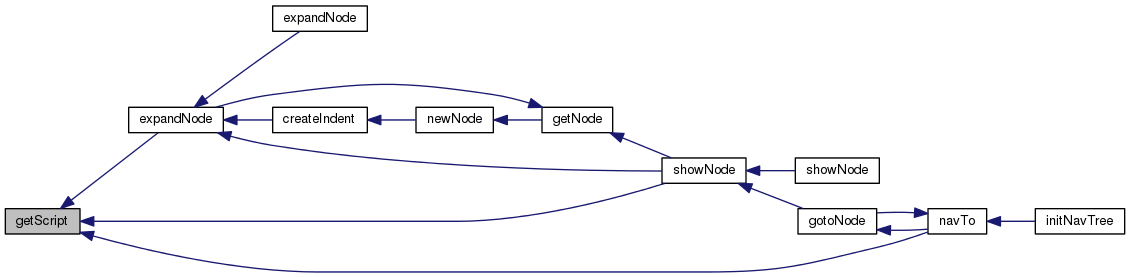 expandNode
expandNode
createIndent
newNode
getNode
showNode
showNode
getScript
gotoNode
navTo
initNavTree